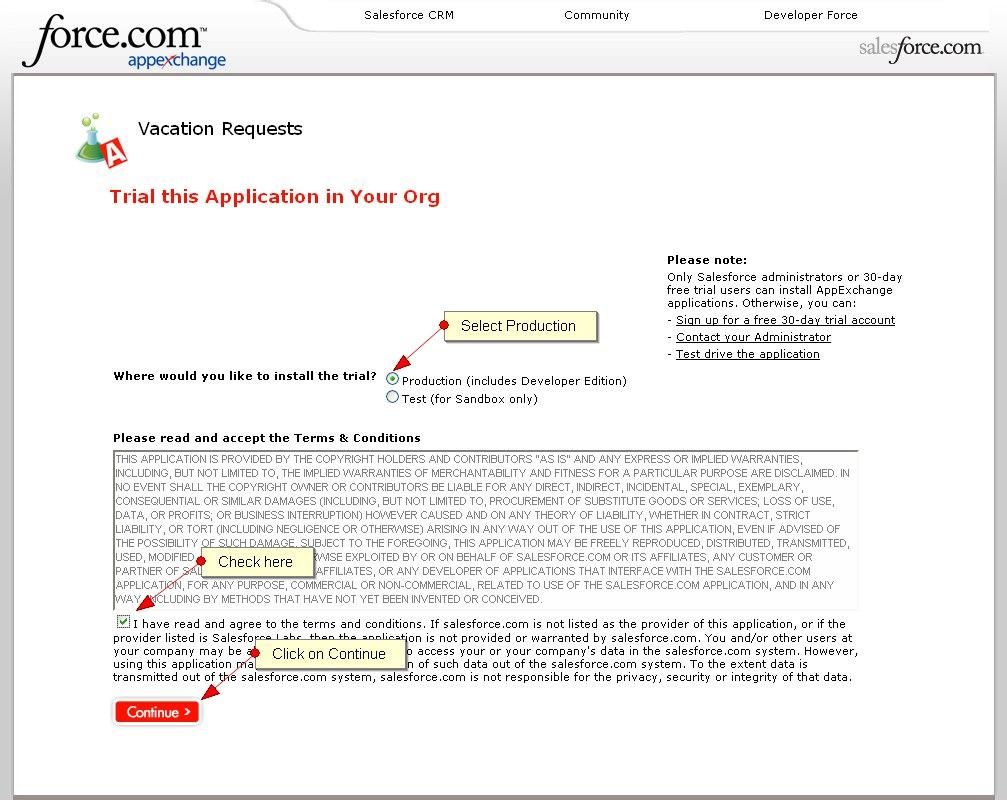 Salesforce CRM Community Developer Force
force.com™
appexchange
salesforce.com
Vacation Requests
A
Trial this Application in Your Org
Please note:
Only Salesforce administrators or 30-day
free trial users can install AppExchange
applications. Otherwise, you can:
- Sign up for a free 30-day trial account
- Contact your Administrator
- Test drive the application
Select Production
Where would you like to install the trial?
Production (includes Developer Edition)
Test (for Sandbox only)
Please read and accept the Terms & Conditions
THIS APPLICATION IS PROVIDED BY THE COPYRIGHT HOLDERS AND CONTRIBUTORS "AS IS" AND ANY EXPRESS OR IMPLIED WARRANTIES,
INCLUDING, BUT NOT LIMITED TO, THE IMPLIED WARRANTIES OF MERCHANTABILITY AND FITNESS FOR A PARTICULAR PURPOSE ARE DISCLAIMED. IN
NO EVENT SHALL THE COPYRIGHT OWNER OR CONTRIBUTORS BE LIABLE FOR ANY DIRECT, INDIRECT, INCIDENTAL, SPECIAL, EXEMPLARY,
CONSEQUENTIAL OR SIMILAR DAMAGES (INCLUDING, BUT NOT LIMITED TO, PROCUREMENT OF SUBSTITUTE GOODS OR SERVICES; LOSS OF USE,
DATA, OR PROFITS; OR BUSINESS INTERRUPTION) HOWEVER CAUSED AND ON ANY THEORY OF LIABILITY, WHETHER IN CONTRACT, STRICT
LIABILITY, OR TORT (INCLUDING NEGLIGENCE OR OTHERWISE) ARISING IN ANY WAY OUT OF THE USE OF THIS APPLICATION, EVEN IF ADVISED OF
THE POSSIBILITY OF SUCH DAMAGE. SUBJECT TO THE FOREGOING, THIS APPLICATION MAY BE FREELY REPRODUCED, DISTRIBUTED, TRANSMITTED,
USED, MODIFIED ERWISE EXPLOITED BY OR ON BEHALF OF SALESFORCE.COM OR ITS AFFILIATES, ANY CUSTOMER OR
Check here
PARTNER OF AFFILIATES, OR ANY DEVELOPER OF APPLICATIONS THAT INTERFACE WITH THE SALESFORCE.COM
APPLICATION, FOR ANY PURPOSE, COMMERCIAL OR NON-COMMERCIAL, RELATED TO USE OF THE SALESFORCE.COM APPLICATION, AND IN ANY
WAY, INCLUDING BY METHODS THAT HAVE NOT YET BEEN INVENTED OR CONCEIVED.
I have read and agree to the terms and conditions. If salesforce.com is not listed as the provider of this application, or if the
provider listed is Salesforce Labs, then the application is not provided or warranted by salesforce.com. You and/or other users at
your company may be access your or your company's data in the salesforce.com system. However,
Click on Continue
using this application of such data out of the salesforce.com system. To the extent data is
transmitted out of the salesforce.com system, salesforce.com is not responsible for the privacy, security or integrity of that data.
Continue >